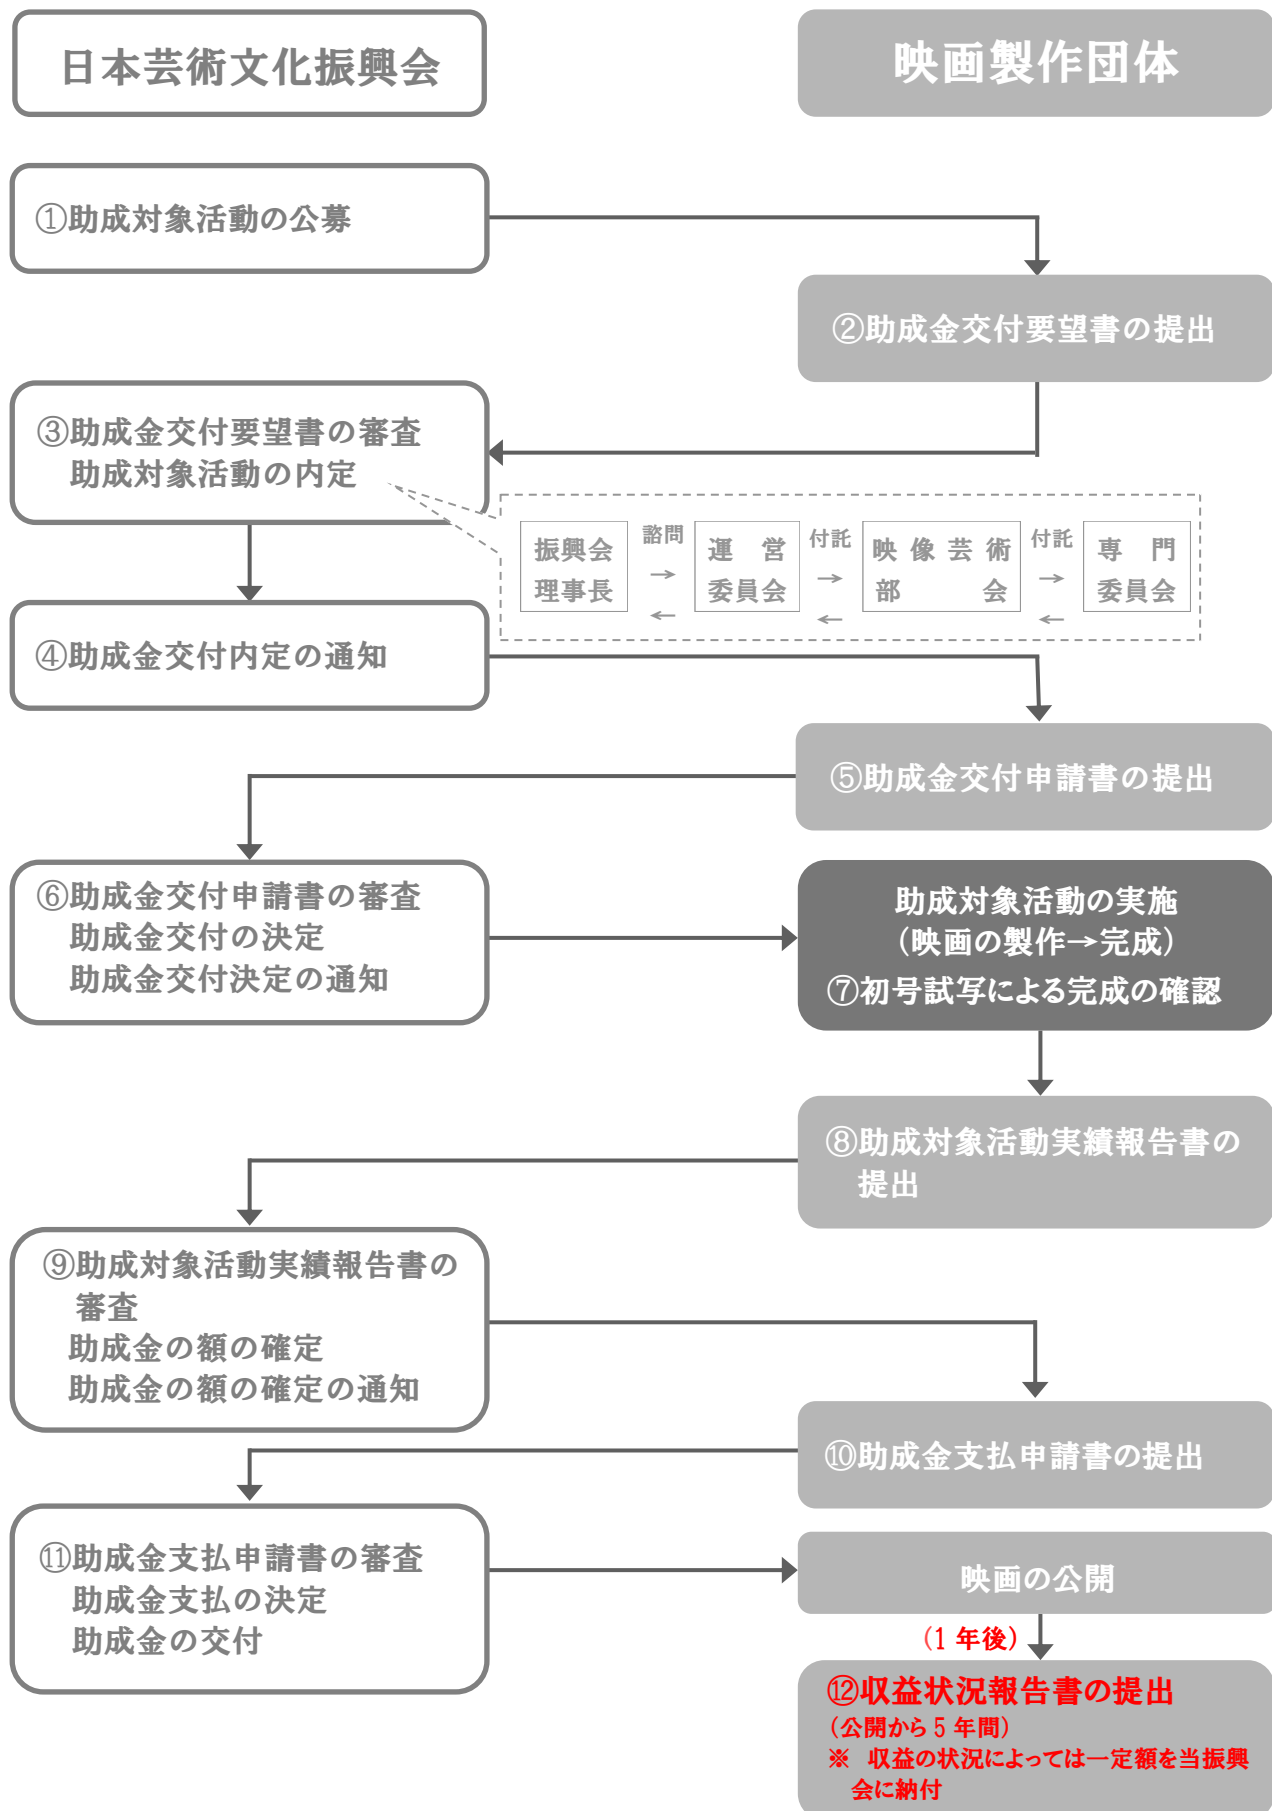 日本芸術文化振興会
映画製作団体
①助成対象活動の公募
②助成金交付要望書の提出
③助成金交付要望書の審査
助成対象活動の内定
振興会
理事長
諮問
→
←
運 営
委員会
付託
→
←
映像芸術
部 会
付託
→
←
専 門
委員会
④助成金交付内定の通知
⑤助成金交付申請書の提出
⑥助成金交付申請書の審査
助成金交付の決定
助成金交付決定の通知
助成対象活動の実施
(映画の製作→完成)
⑦初号試写による完成の確認
⑧助成対象活動実績報告書の
提出
⑨助成対象活動実績報告書の
審査
助成金の額の確定
助成金の額の確定の通知
⑩助成金支払申請書の提出
⑪助成金支払申請書の審査
助成金支払の決定
助成金の交付
映画の公開
(1 年後)
⑫収益状況報告書の提出
(公開から 5 年間)
※ 収益の状況によっては一定額を当振興
会に納付